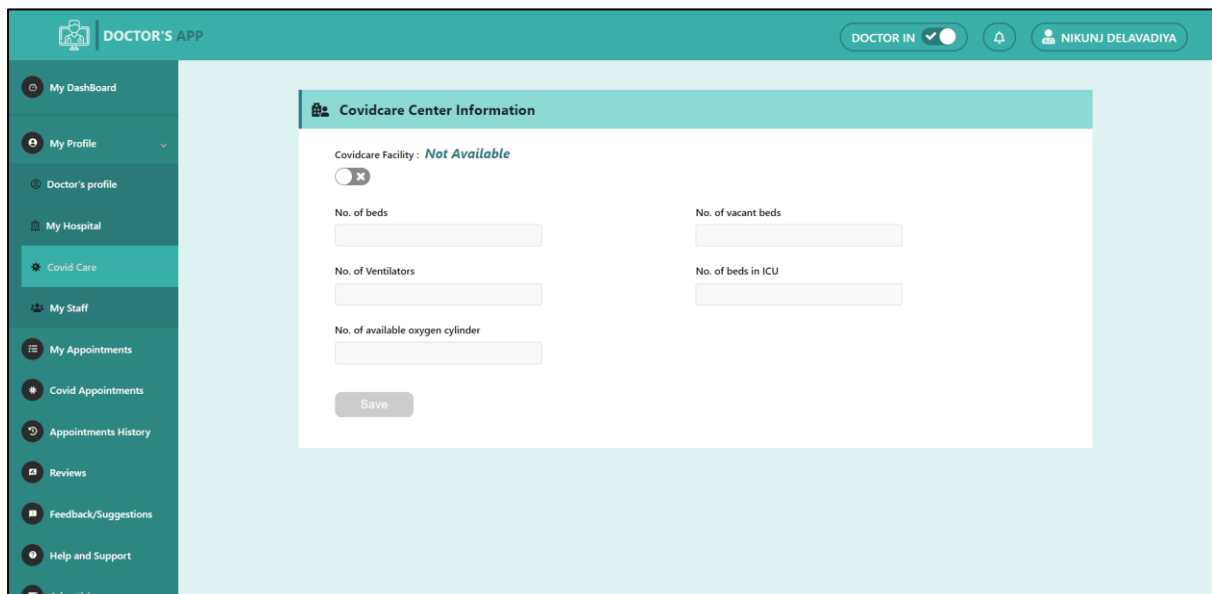 DOCTOR'S APP
DOCTOR IN
NIKUNJ DELAVADIYA
My DashBoard
My Profile
Doctor's profile
My Hospital
Covid Care
My Staff
My Appointments
Covid Appointments
Appointments History
Reviews
Feedback/Suggestions
Help and Support
Covidcare Center Information
Covidcare Facility : Not Available
No. of beds
No. of vacant beds
No. of Ventilators
No. of beds in ICU
No. of available oxygen cylinder
Save